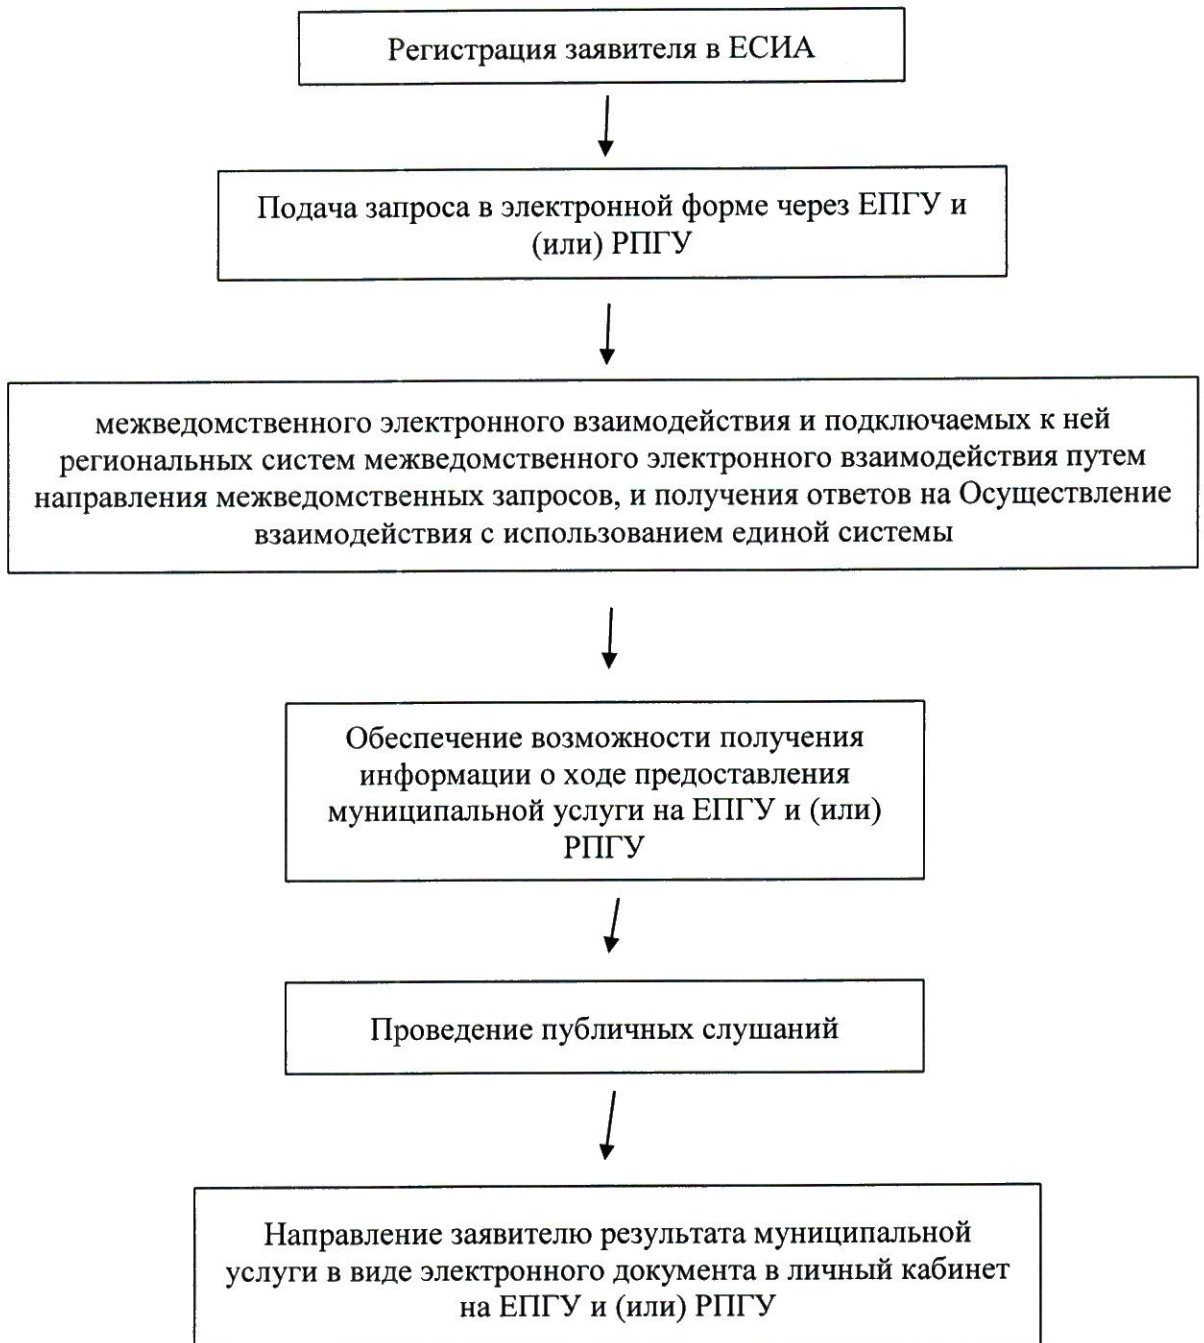 Регистрация заявителя в ЕСИА
Подача запроса в электронной форме через ЕПГУ и
(или) РПГУ
межведомственного электронного взаимодействия и подключаемых к ней
региональных систем межведомственного электронного взаимодействия путем
направления межведомственных запросов, и получения ответов на Осуществление
взаимодействия с использованием единой системы
Обеспечение возможности получения
информации о ходе предоставления
муниципальной услуги на ЕПГУ и (или)
РПГУ
Проведение публичных слушаний
Направление заявителю результата муниципальной
услуги в виде электронного документа в личный кабинет
на ЕПГУ и (или) РПГУ